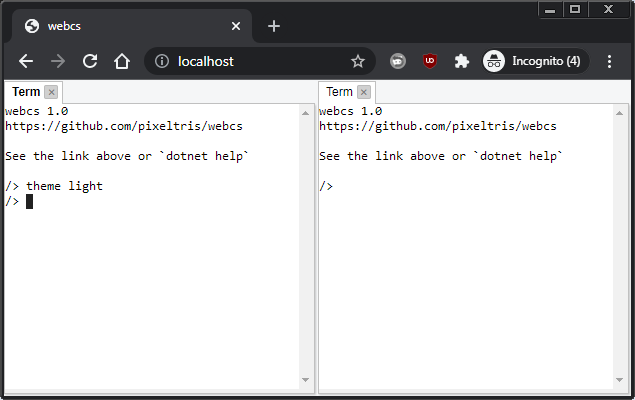 webcs
localhost
Incognito (4)
Term
webcs 1.0
https://github.com/pixeltris/webcs
See the link above or `dotnet help`
/> theme light
/>
Term
webcs 1.0
https://github.com/pixeltris/webcs
See the link above or `dotnet help`
/>